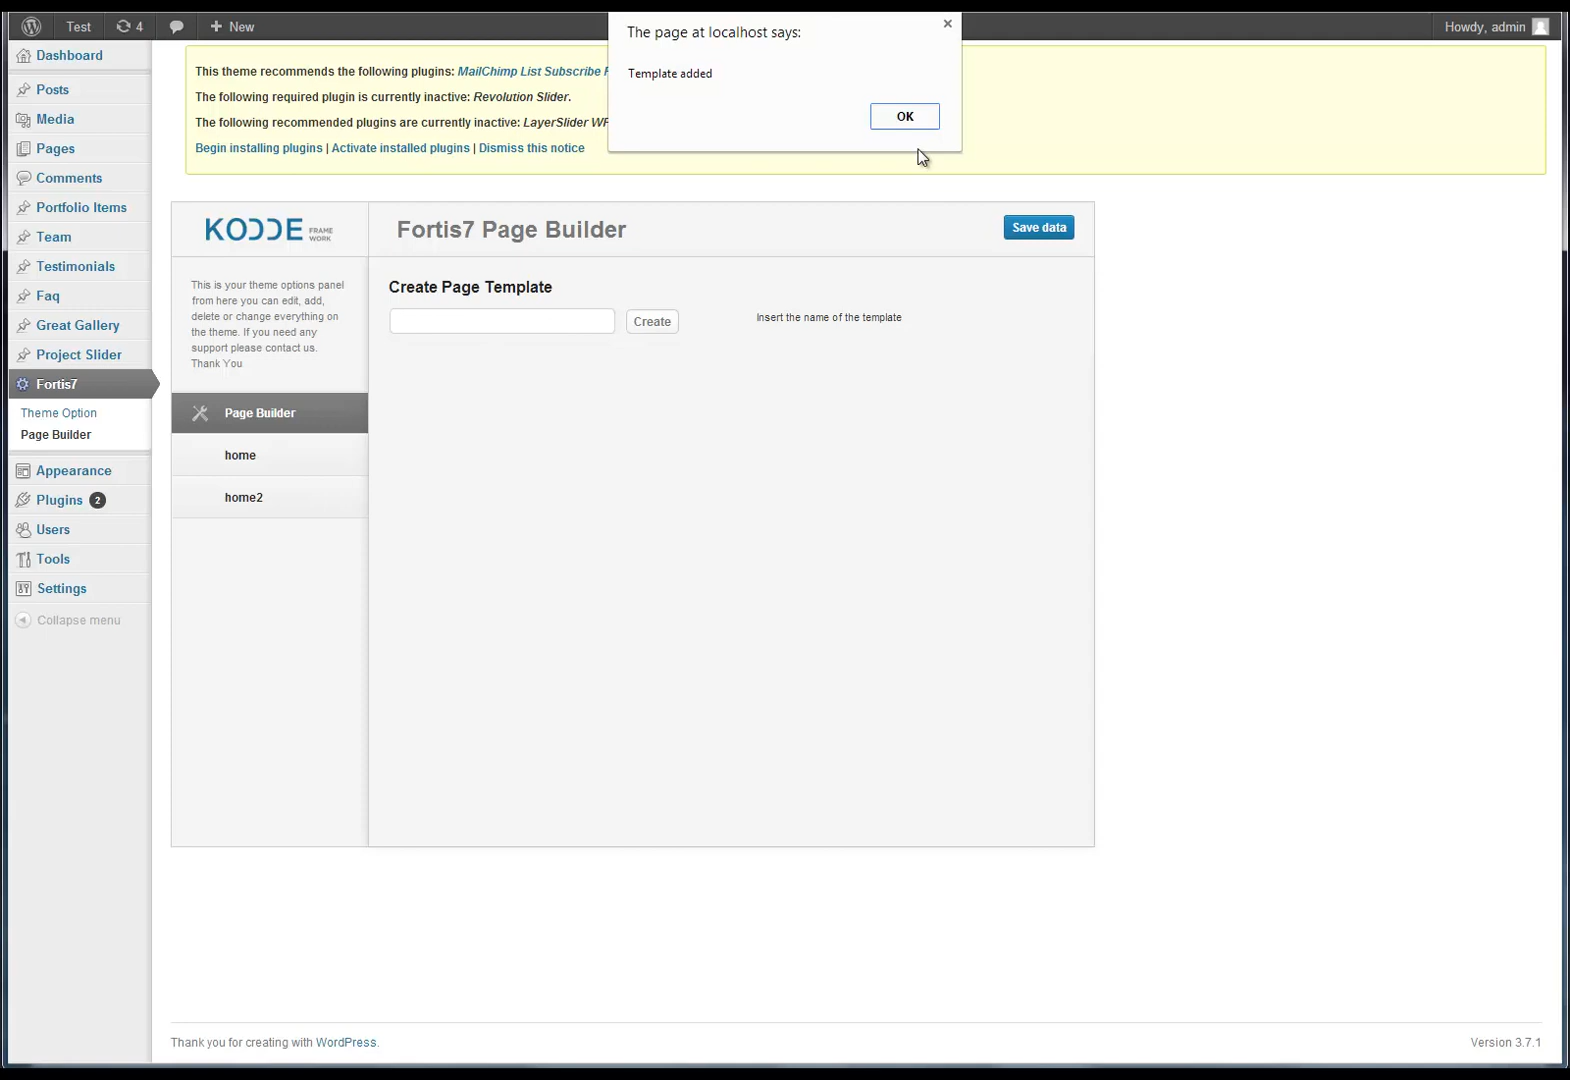 Test
4
New
Howdy, admin
The page at localhost says:
Template added
OK
This theme recommends the following plugins: MailChimp List Subscribe F
The following required plugin is currently inactive: Revolution Slider.
The following recommended plugins are currently inactive: LayerSlider WP
Begin installing plugins | Activate installed plugins | Dismiss this notice
Dashboard
Posts
Media
Pages
Comments
Portfolio Items
Team
Testimonials
Faq
Great Gallery
Project Slider
Fortis7
Theme Option
Page Builder
Appearance
Plugins 2
Users
Tools
Settings
Collapse menu
KODDE FRAME
WORK
Fortis7 Page Builder
Save data
This is your theme options panel
from here you can edit, add,
delete or change everything on
the theme. If you need any
support please contact us.
Thank You
Page Builder
home
home2
Create Page Template
Create
Insert the name of the template
Thank you for creating with WordPress.
Version 3.7.1